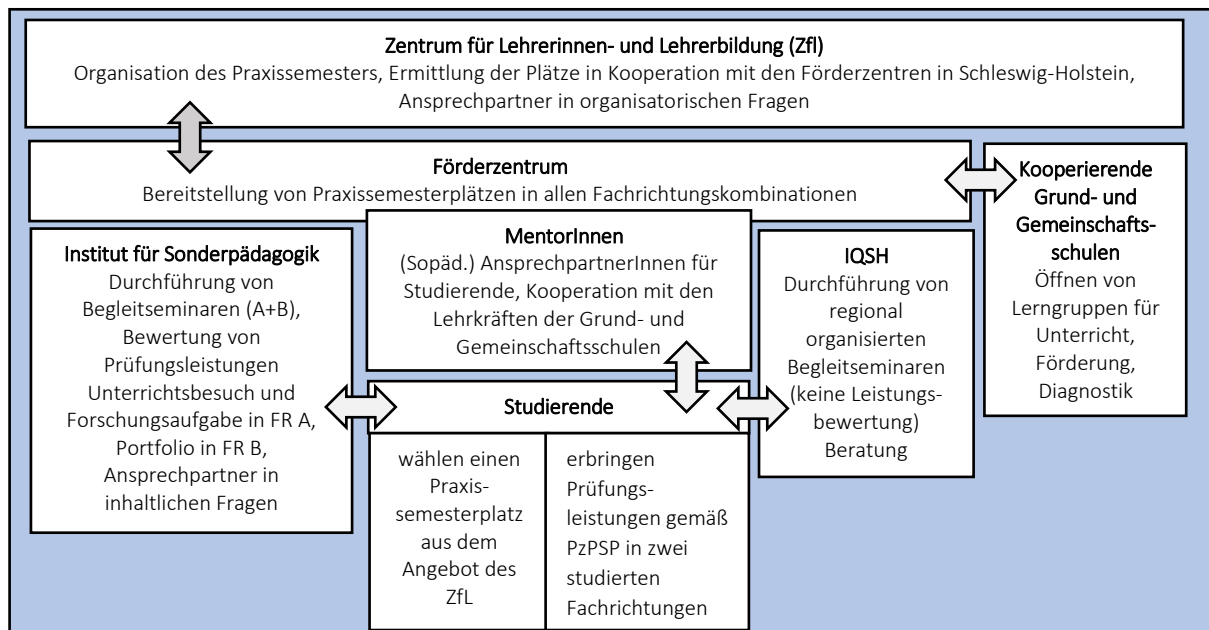 Zentrum für Lehrerinnen- und Lehrerbildung (Zfl)
Organisation des Praxissemesters, Ermittlung der Plätze in Kooperation mit den Förderzentren in Schleswig-Holstein,
Ansprechpartner in organisatorischen Fragen
Förderzentrum
Bereitstellung von Praxissemesterplätzen in allen Fachrichtungskombinationen
Kooperierende
Grund- und
Gemeinschafts-
schulen
Öffnen von
Lerngruppen für
Unterricht,
Förderung,
Diagnostik
Institut für Sonderpädagogik
Durchführung von
Begleitseminaren (A+B),
Bewertung von
Prüfungsleistungen
Unterrichtsbesuch und
Forschungsaufgabe in FR A,
Portfolio in FR B,
Ansprechpartner in
inhaltlichen Fragen
MentorInnen
(Sopäd.) AnsprechpartnerInnen für
Studierende, Kooperation mit den
Lehrkräften der Grund- und
Gemeinschaftsschulen
IQSH
Durchführung von
regional
organisierten
Begleitseminaren
(keine Leistungs-
bewertung)
Beratung
Studierende
wählen einen
Praxis-
semesterplatz
aus dem
Angebot des
ZfL
erbringen
Prüfungs-
leistungen gemäß
PzPSP in zwei
studierten
Fachrichtungen